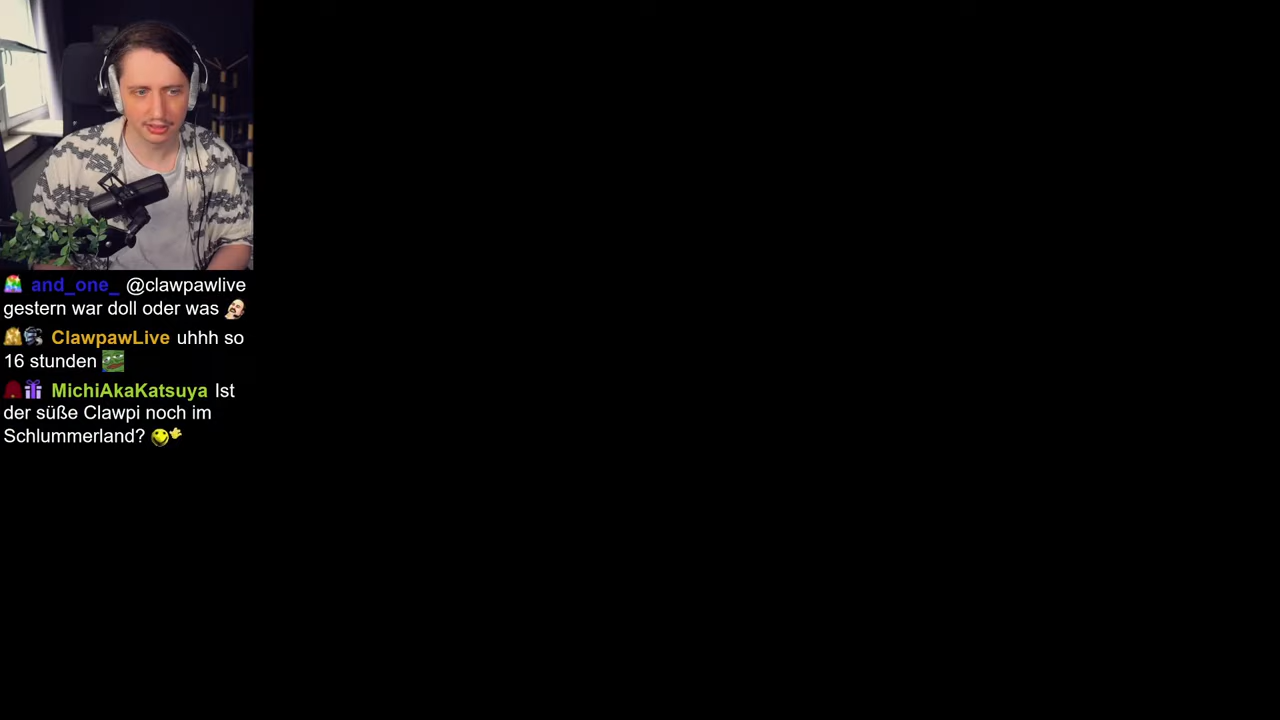 and_one_ @clawpawlive
gestern war doll oder was
ClawpawLive uhhh so
16 stunden
MichiAkaKatsuya Ist
der süße Clawpi noch im
Schlummerland?